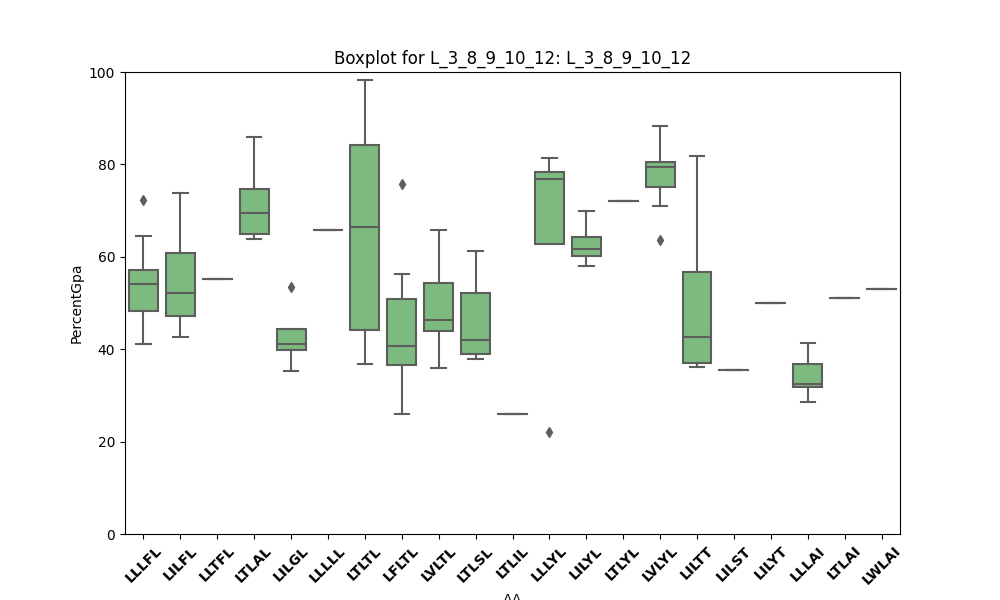 Boxplot for L_3_8_9_10_12: L_3_8_9_10_12
PercentGpa
100
80
60
40
20
0
LLLFL
LILFL
LLTFL
LTLAL
LILGL
LLLLL
LTLTL
LFLTL
LVLTL
LTLSL
LTLIL
LLLYL
LILYL
LTLYL
LVLYL
LILTT
LILST
LILYT
LLLAI
LTLAI
LWLAI
AA